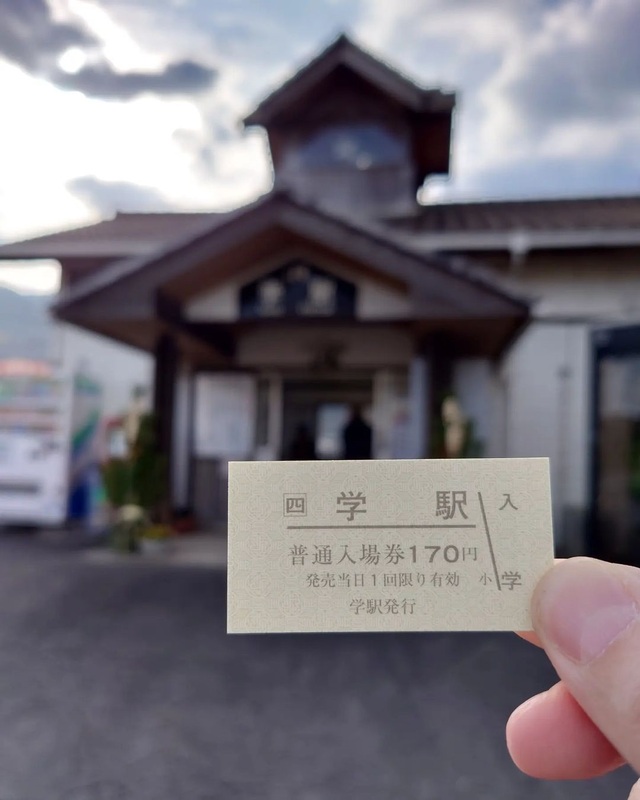 四 学 駅 入
普通入場券170円
発売当日1回限り有効 小 学
学駅発行